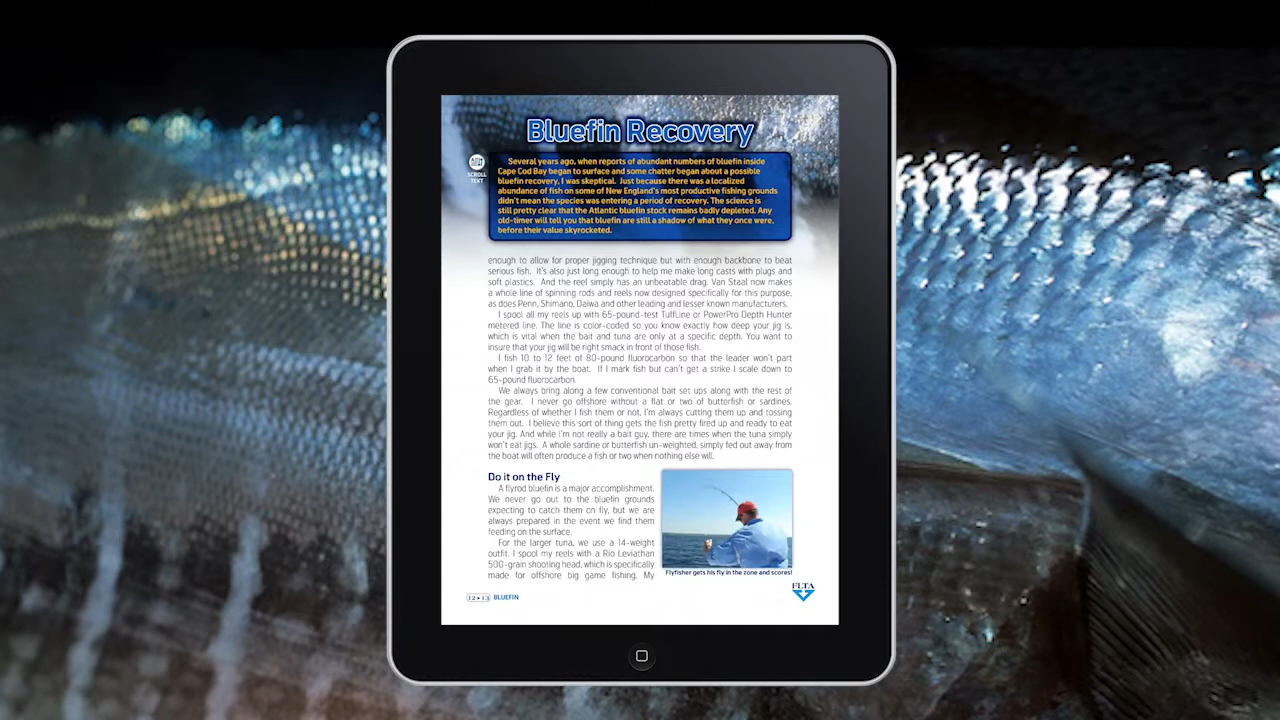 Bluefin Recovery
SCROLL
TEXT
Several years ago, when reports of abundant numbers of bluefin inside
Cape Cod Bay began to surface and some chatter began about a possible
bluefin recovery, I was skeptical. Just because there was a localized
abundance of fish on some of New England's most productive fishing grounds
didn't mean the species was entering a period of recovery. The science is
still pretty clear that the Atlantic bluefin stock remains badly depleted. Any
old-timer will tell you that bluefin are still a shadow of what they once were,
before their value skyrocketed.
enough to allow for proper jigging technique but with enough backbone to beat
serious fish. It's also just long enough to help me make long casts with plugs and
soft plastics. And the reel simply has an unbeatable drag. Van Staal now makes
a whole line of spinning rods and reels now designed specifically for this purpose,
as does Penn, Shimano, Daiwa and other leading and lesser known manufacturers.
I spool all my reels up with 65-pound-test TuffLine or PowerPro Depth Hunter
metered line. The line is color-coded so you know exactly how deep your jig is,
which is vital when the bait and tuna are only at a specific depth. You want to
insure that your jig will be right smack in front of those fish.
I fish 10 to 12 feet of 80-pound fluorocarbon so that the leader won't part
when I grab it by the boat. If I mark fish but can't get a strike I scale down to
65-pound fluorocarbon.
We always bring along a few conventional bait set ups along with the rest of
the gear. I never go offshore without a flat or two of butterfish or sardines.
Regardless of whether I fish them or not, I'm always cutting them up and tossing
them out. I believe this sort of thing gets the fish pretty fired up and ready to eat
your jig. And while I'm not really a bait guy, there are times when the tuna simply
won't eat jigs. A whole sardine or butterfish un-weighted, simply fed out away from
the boat will often produce a fish or two when nothing else will.
Do it on the Fly
A flyrod bluefin is a major accomplishment.
We never go out to the bluefin grounds
expecting to catch them on fly, but we are
always prepared in the event we find them
feeding on the surface.
For the larger tuna, we use a 14-weight
outfit. I spool my reels with a Rio Leviathan
500-grain shooting head, which is specifically
made for offshore big game fishing. My
Flyfisher gets his fly in the zone and scores!
12 • 13 BLUEFIN
FLTA